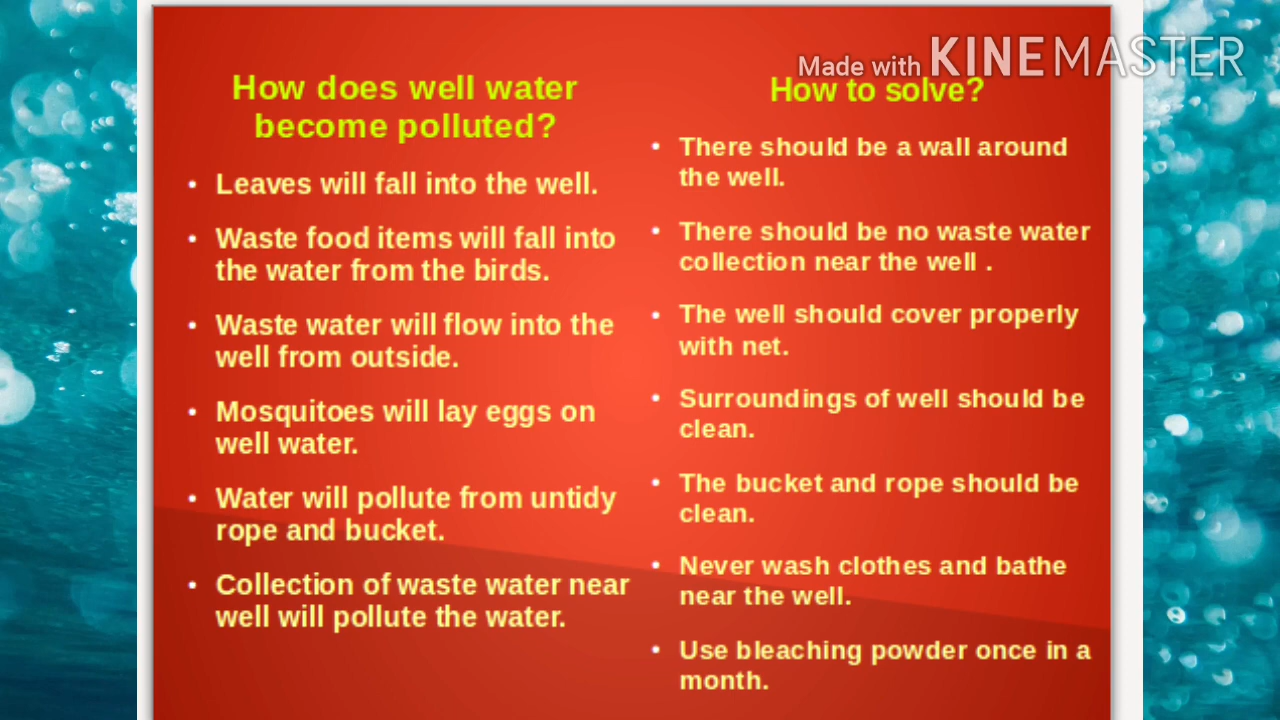 Made with KINEMASTER
How does well water
become polluted?
• Leaves will fall into the well.
• Waste food items will fall into
the water from the birds.
• Waste water will flow into the
well from outside.
• Mosquitoes will lay eggs on
well water.
• Water will pollute from untidy
rope and bucket.
• Collection of waste water near
well will pollute the water.
How to solve?
• There should be a wall around
the well.
• There should be no waste water
collection near the well .
• The well should cover properly
with net.
• Surroundings of well should be
clean.
• The bucket and rope should be
clean.
• Never wash clothes and bathe
near the well.
• Use bleaching powder once in a
month.